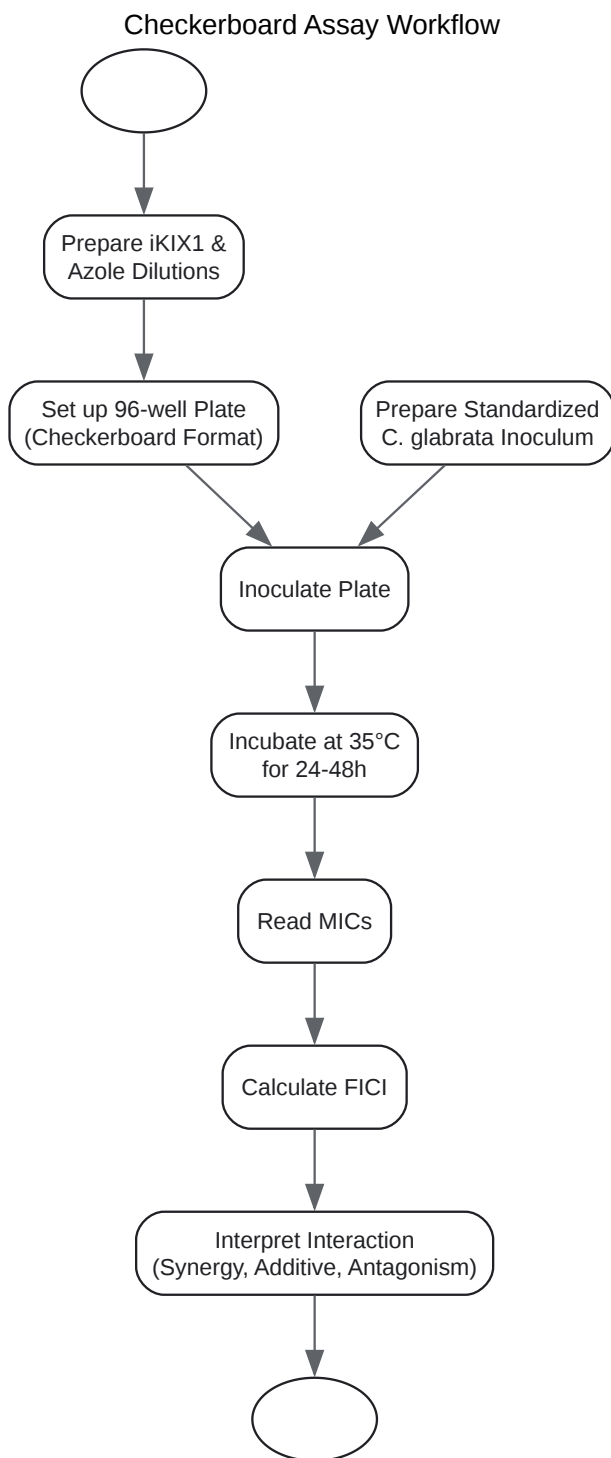 Checkerboard Assay Workflow
Prepare iKIX1 &
Azole Dilutions
Set up 96-well Plate
(Checkerboard Format)
Prepare Standardized
C. glabrata Inoculum
Inoculate Plate
Incubate at 35°C
for 24-48h
Read MICs
Calculate FICI
Interpret Interaction
(Synergy, Additive, Antagonism)